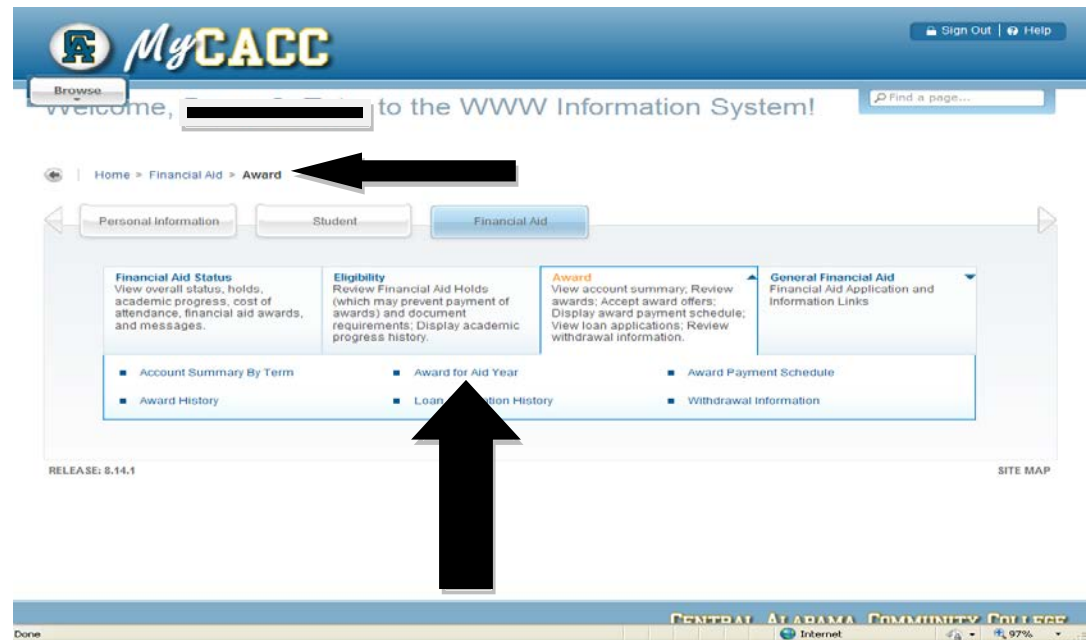 MyCACC
Sign Out | Help
Browse
Welcome, to the WWW Information System!
Find a page...
Home > Financial Aid > Award
Personal Information Student Financial Aid
Financial Aid Status
View overall status, holds,
academic progress, cost of
attendance, financial aid awards,
and messages.
Eligibility
Review Financial Aid Holds
(which may prevent payment of
awards) and document
requirements; Display academic
progress history.
Award
View account summary; Review
awards; Accept award offers;
Display award payment schedule;
View loan applications; Review
withdrawal information.
General Financial Aid
Financial Aid Application and
Information Links
Account Summary By Term Award for Aid Year Award Payment Schedule
Award History Loan History Withdrawal Information
RELEASE: 8.14.1 SITE MAP
CENTRAL ALABAMA COMMUNITY COLLEGE
Done Internet 97%